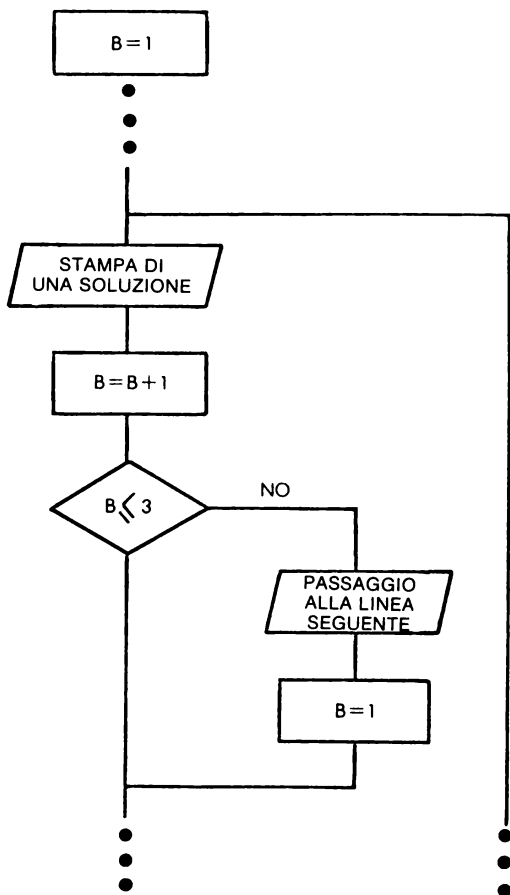 B=1
STAMPA DI
UNA SOLUZIONE
B=B+1
B≤3
NO
PASSAGGIO
ALLA LINEA
SEGUENTE
B=1